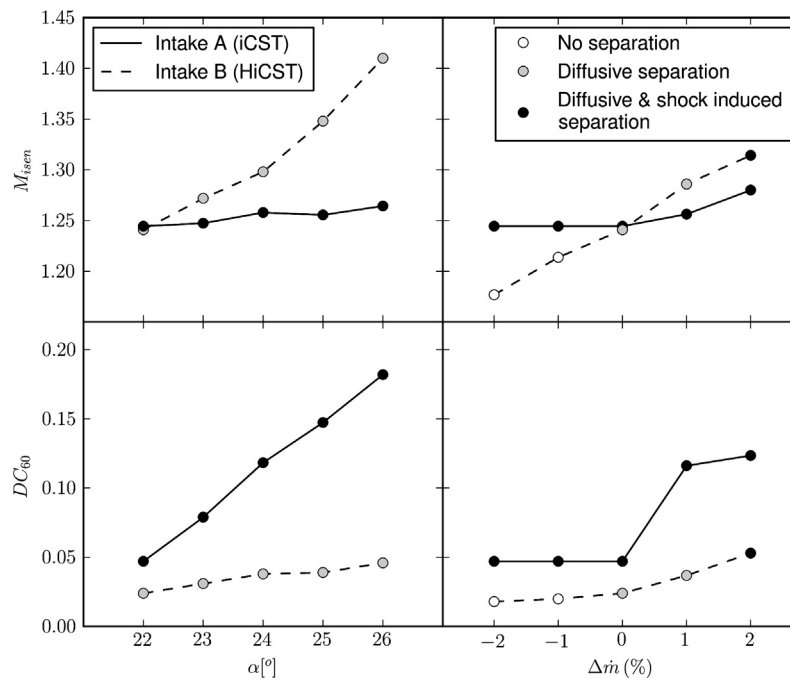 1.45
1.40
1.35
1.30
1.25
1.20
M_isen
Intake A (iCST)
Intake B (HiCST)
No separation
Diffusive separation
Diffusive & shock induced
separation
0.20
0.15
0.10
0.05
0.00
DC_60
22 23 24 25 26
α[°]
−2 −1 0 1 2
Δṁ (%)